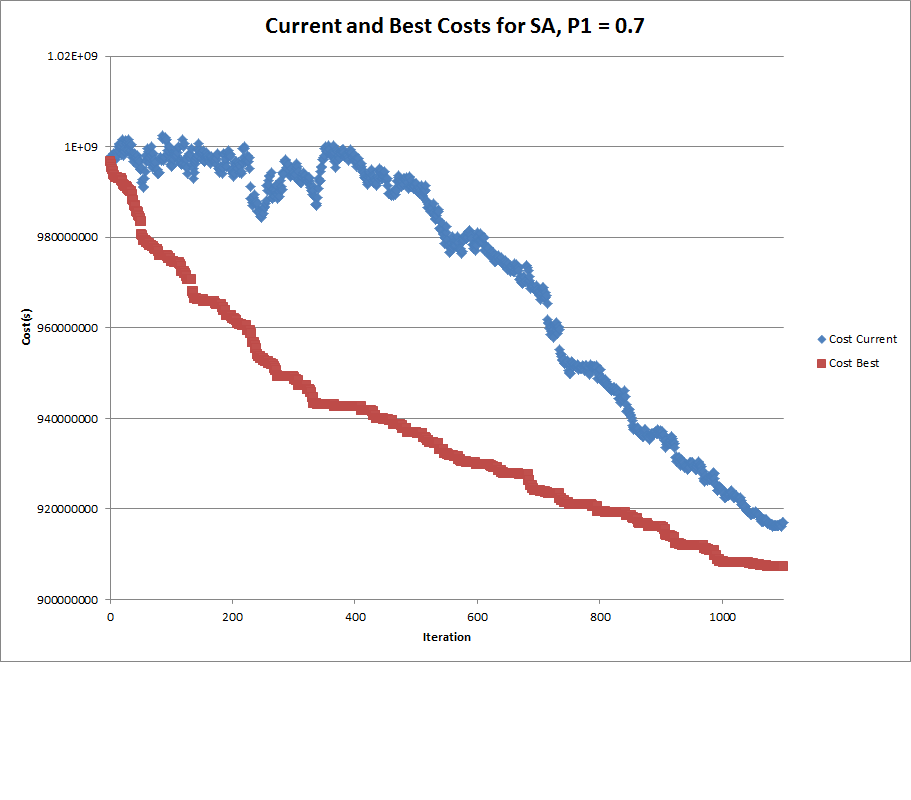 Current and Best Costs for SA, P1 = 0.7
1.02E+09
1E+09
980000000
960000000
940000000
920000000
900000000
Cost(s)
0 200 400 600 800 1000
Iteration
Cost Current
Cost Best